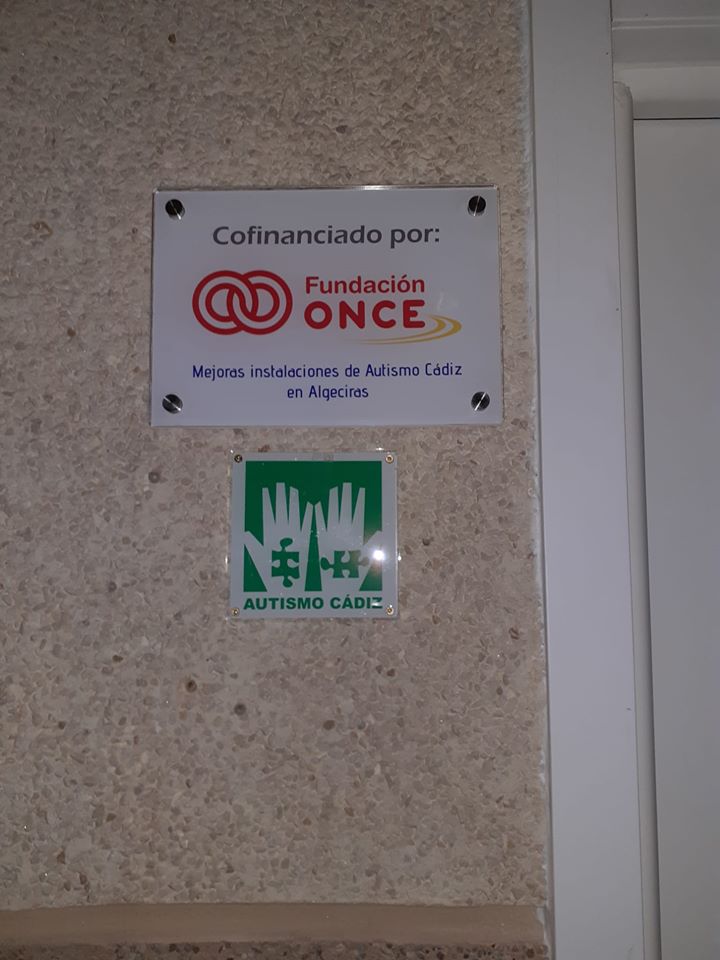 Cofinanciado por:
Fundación
ONCE
Mejoras instalaciones de Autismo Cádiz
en Algeciras
AUTISMO CÁDIZ